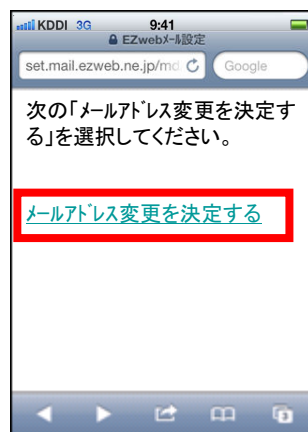 KDDI 3G 9:41
EZwebﾒｰﾙ設定
set.mail.ezweb.ne.jp/md Google
次の「ﾒｰﾙｱﾄﾞﾚｽ変更を決定す
る」を選択してください。
ﾒｰﾙｱﾄﾞﾚｽ変更を決定する
3